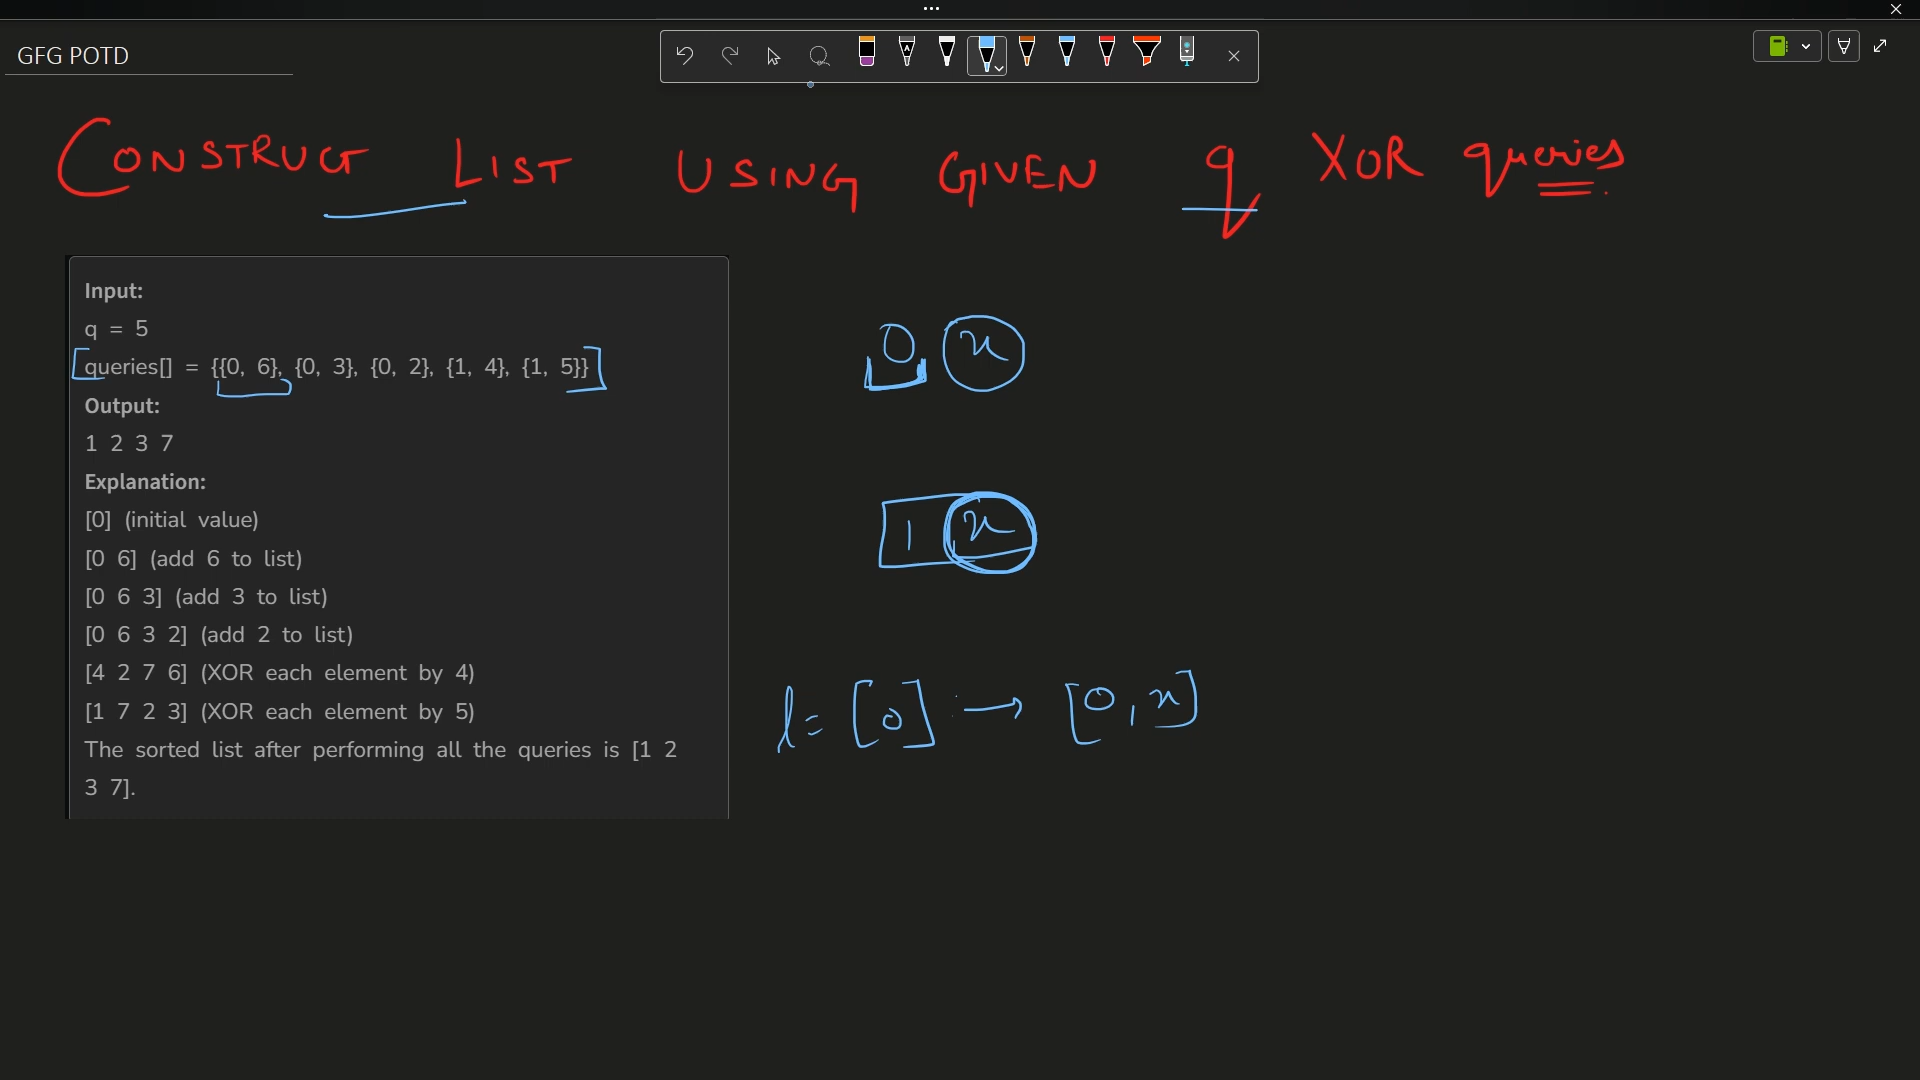 GFG POTD
CONSTRUCT LIST USING GIVEN q XOR queries
Input:
q = 5
queries[] = {{0, 6}, {0, 3}, {0, 2}, {1, 4}, {1, 5}}
Output:
1 2 3 7
Explanation:
[0] (initial value)
[0 6] (add 6 to list)
[0 6 3] (add 3 to list)
[0 6 3 2] (add 2 to list)
[4 2 7 6] (XOR each element by 4)
[1 7 2 3] (XOR each element by 5)
The sorted list after performing all the queries is [1 2
3 7].
0 x
1 x
l = [0] → [0, x]